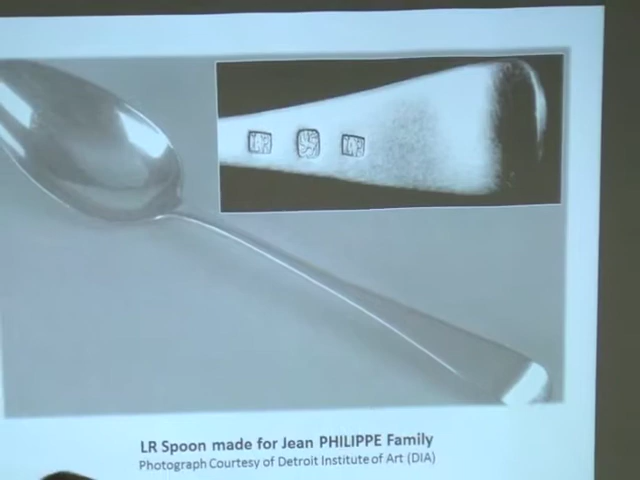 LR Spoon made for Jean PHILIPPE Family
Photograph Courtesy of Detroit Institute of Art (DIA)